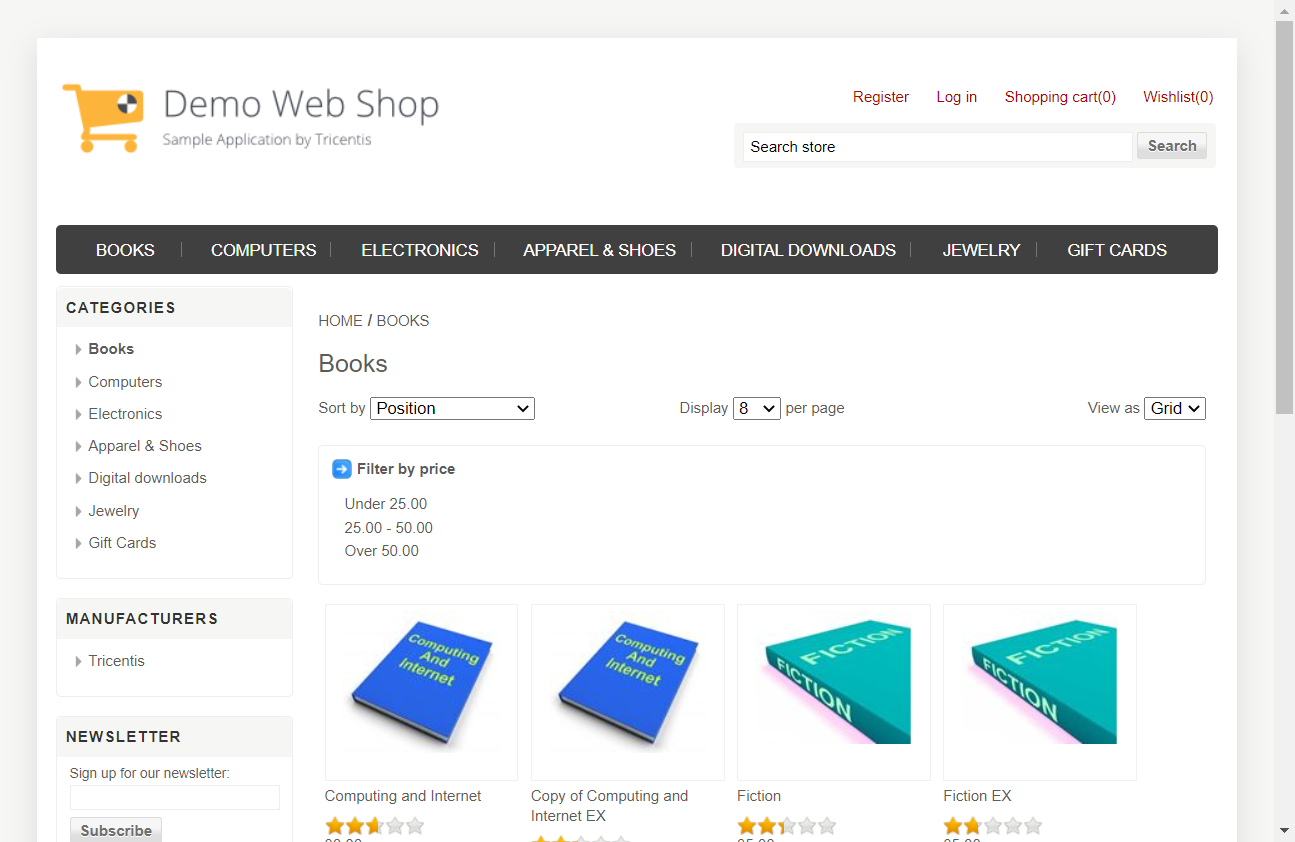 Demo Web Shop
Sample Application by Tricentis
Register Log in Shopping cart(0) Wishlist(0)
Search store Search
BOOKS COMPUTERS ELECTRONICS APPAREL & SHOES DIGITAL DOWNLOADS JEWELRY GIFT CARDS
CATEGORIES
Books
Computers
Electronics
Apparel & Shoes
Digital downloads
Jewelry
Gift Cards
MANUFACTURERS
Tricentis
NEWSLETTER
Sign up for our newsletter:
Subscribe
HOME / BOOKS
Books
Sort by Position Display 8 per page View as Grid
Filter by price
Under 25.00
25.00 - 50.00
Over 50.00
Computing
And
Internet
Computing
And
Internet
FICTION
FICTION
FICTION
FICTION
Computing and Internet
Copy of Computing and
Internet EX
Fiction
Fiction EX